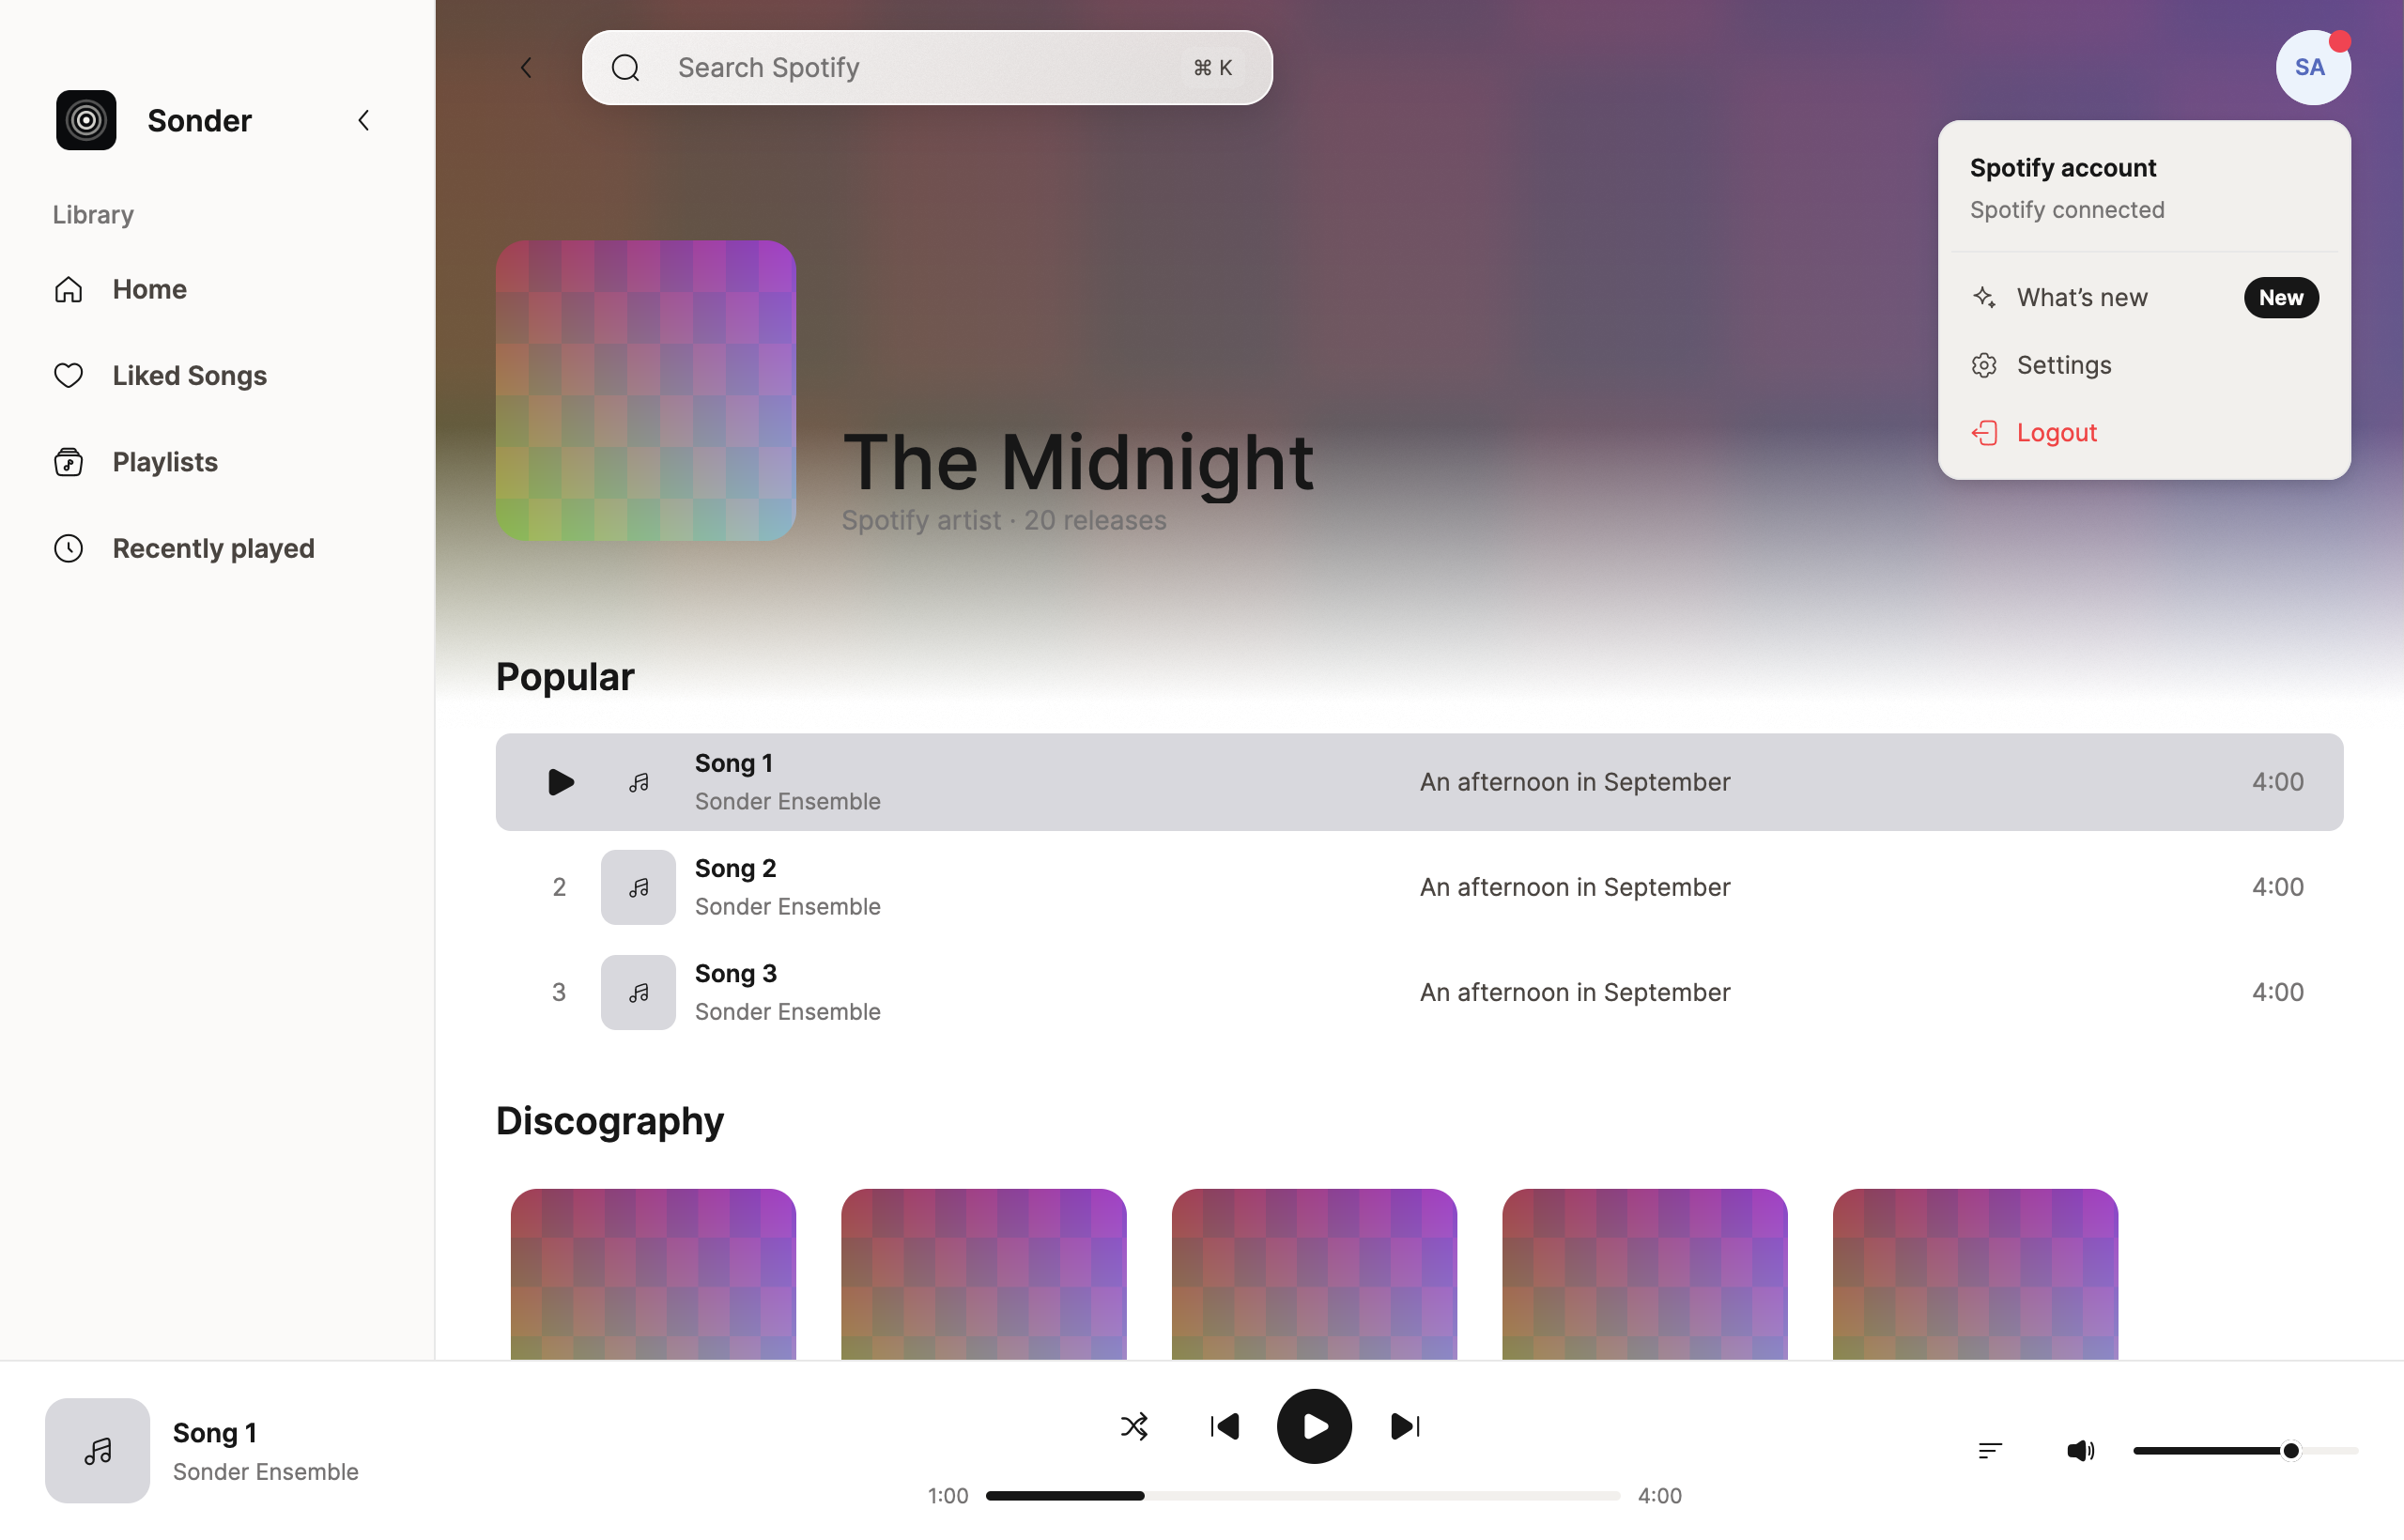 Sonder
Library
Home
Liked Songs
Playlists
Recently played
Search Spotify
⌘ K
SA
Spotify account
Spotify connected
What’s new
New
Settings
Logout
The Midnight
Spotify artist · 20 releases
Popular
Song 1
Sonder Ensemble
An afternoon in September
4:00
2
Song 2
Sonder Ensemble
An afternoon in September
4:00
3
Song 3
Sonder Ensemble
An afternoon in September
4:00
Discography
Song 1
Sonder Ensemble
1:00
4:00